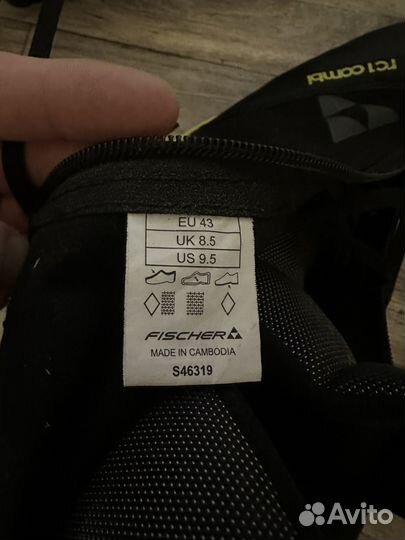 rc1 combi
EU 43
UK 8.5
US 9.5
FISCHER
MADE IN CAMBODIA
S46319
Avito